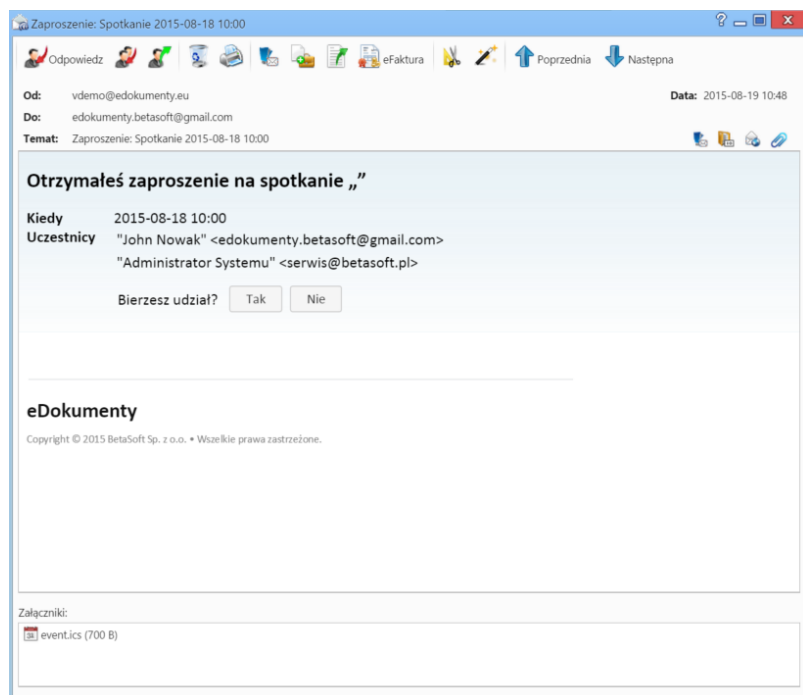 Zaproszenie: Spotkanie 2015-08-18 10:00
Odpowiedz eFaktura Poprzednia Następna
Od: vdemo@edokumenty.eu Data: 2015-08-19 10:48
Do: edokumenty.betasoft@gmail.com
Temat: Zaproszenie: Spotkanie 2015-08-18 10:00
Otrzymałeś zaproszenie na spotkanie „”
Kiedy 2015-08-18 10:00
Uczestnicy "John Nowak" <edokumenty.betasoft@gmail.com>
"Administrator Systemu" <serwis@betasoft.pl>
Bierzesz udział? Tak Nie
eDokumenty
Copyright © 2015 BetaSoft Sp. z o.o. • Wszelkie prawa zastrzeżone.
Załączniki:
event.ics (700 B)